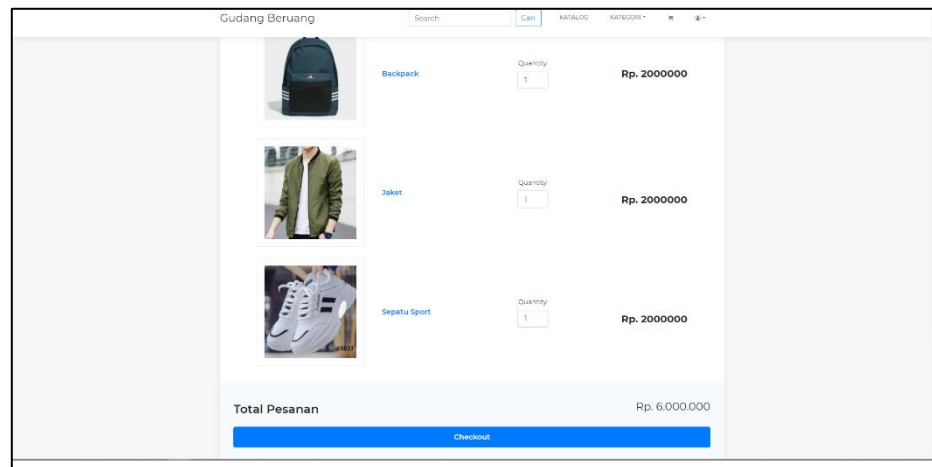 Gudang Beruang Search Cari KATALOG KATEGORI
Quantity
Backpack 1 Rp. 2000000
Quantity
Jaket 1 Rp. 2000000
Quantity
Sepatu Sport 1 Rp. 2000000
@5013
Total Pesanan Rp. 6.000.000
Checkout